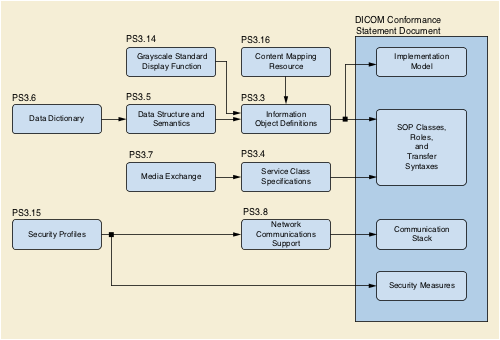 DICOM Conformance
Statement Document
PS3.14
Grayscale Standard
Display Function
PS3.16
Content Mapping
Resource
Implementation
Model
PS3.6
Data Dictionary
PS3.5
Data Structure and
Semantics
PS3.3
Information
Object Definitions
SOP Classes,
Roles,
and
Transfer
Syntaxes
PS3.7
Media Exchange
PS3.4
Service Class
Specifications
PS3.15
Security Profiles
PS3.8
Network
Communications
Support
Communication
Stack
Security Measures